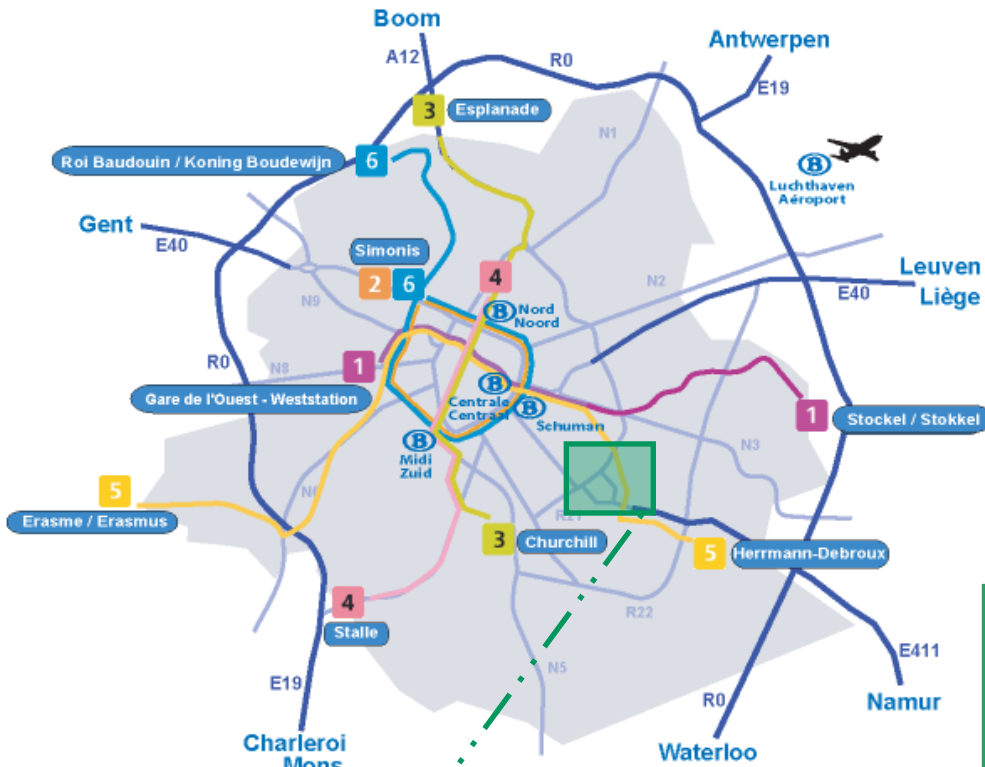 Boom
A12
Antwerpen
R0
E19
3
Esplanade
N1
Roi Baudouin / Koning Boudewijn
6
B
Luchthaven
Aéroport
Gent
E40
Simonis
2
6
4
N2
Leuven
Liège
E40
N9
B
Nord
Noord
R0
N8
1
Gare de l'Ouest - Weststation
B
Centrale
Centraal
B
Schuman
1
Stockel / Stokkel
B
Midi
Zuid
N3
5
Erasme / Erasmus
N6
R21
3
Churchill
5
Herrmann-Debroux
4
Stalle
R22
N5
E411
E19
R0
Namur
Charleroi
Mons
Waterloo